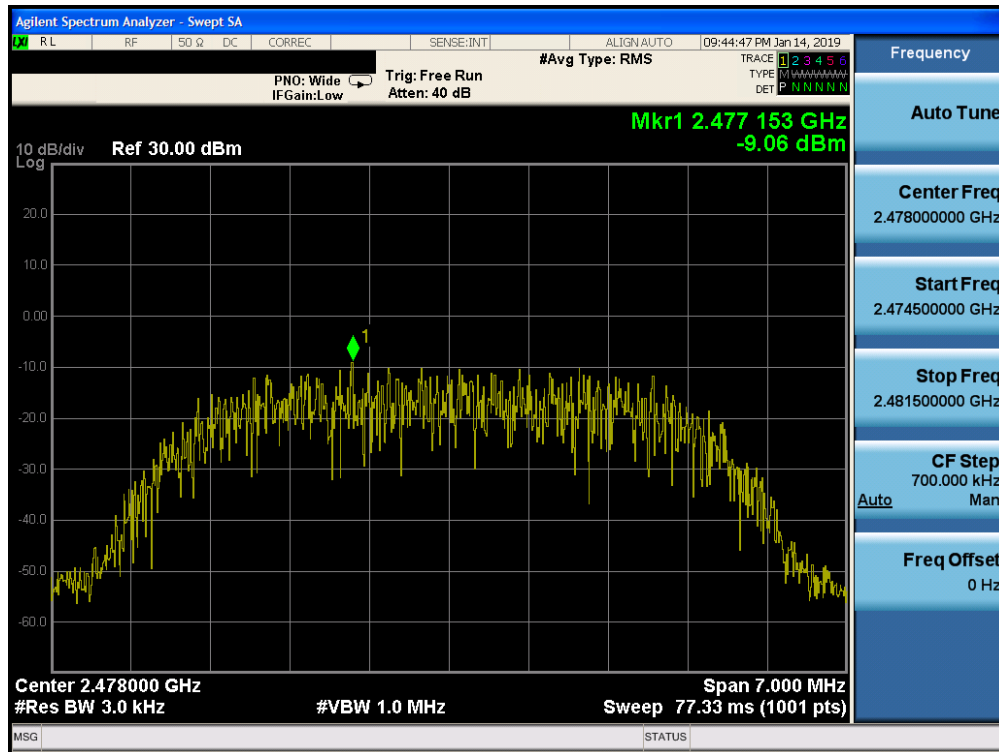 Agilent Spectrum Analyzer - Swept SA
LXI RL RF 50 Ω DC CORREC SENSE:INT ALIGN AUTO 09:44:47 PM Jan 14, 2019
Frequency
#Avg Type: RMS
TRACE 1 2 3 4 5 6
PNO: Wide Trig: Free Run
TYPE M WWWWW
IFGain:Low Atten: 40 dB
DET P N N N N N
Auto Tune
Mkr1 2.477 153 GHz
-9.06 dBm
10 dB/div Ref 30.00 dBm
Log
Center Freq
2.478000000 GHz
20.0
10.0
Start Freq
2.474500000 GHz
0.00
1
-10.0
Stop Freq
2.481500000 GHz
-20.0
-30.0
CF Step
700.000 kHz
Auto Man
-40.0
-50.0
Freq Offset
0 Hz
-60.0
Center 2.478000 GHz Span 7.000 MHz
#Res BW 3.0 kHz #VBW 1.0 MHz Sweep 77.33 ms (1001 pts)
MSG STATUS